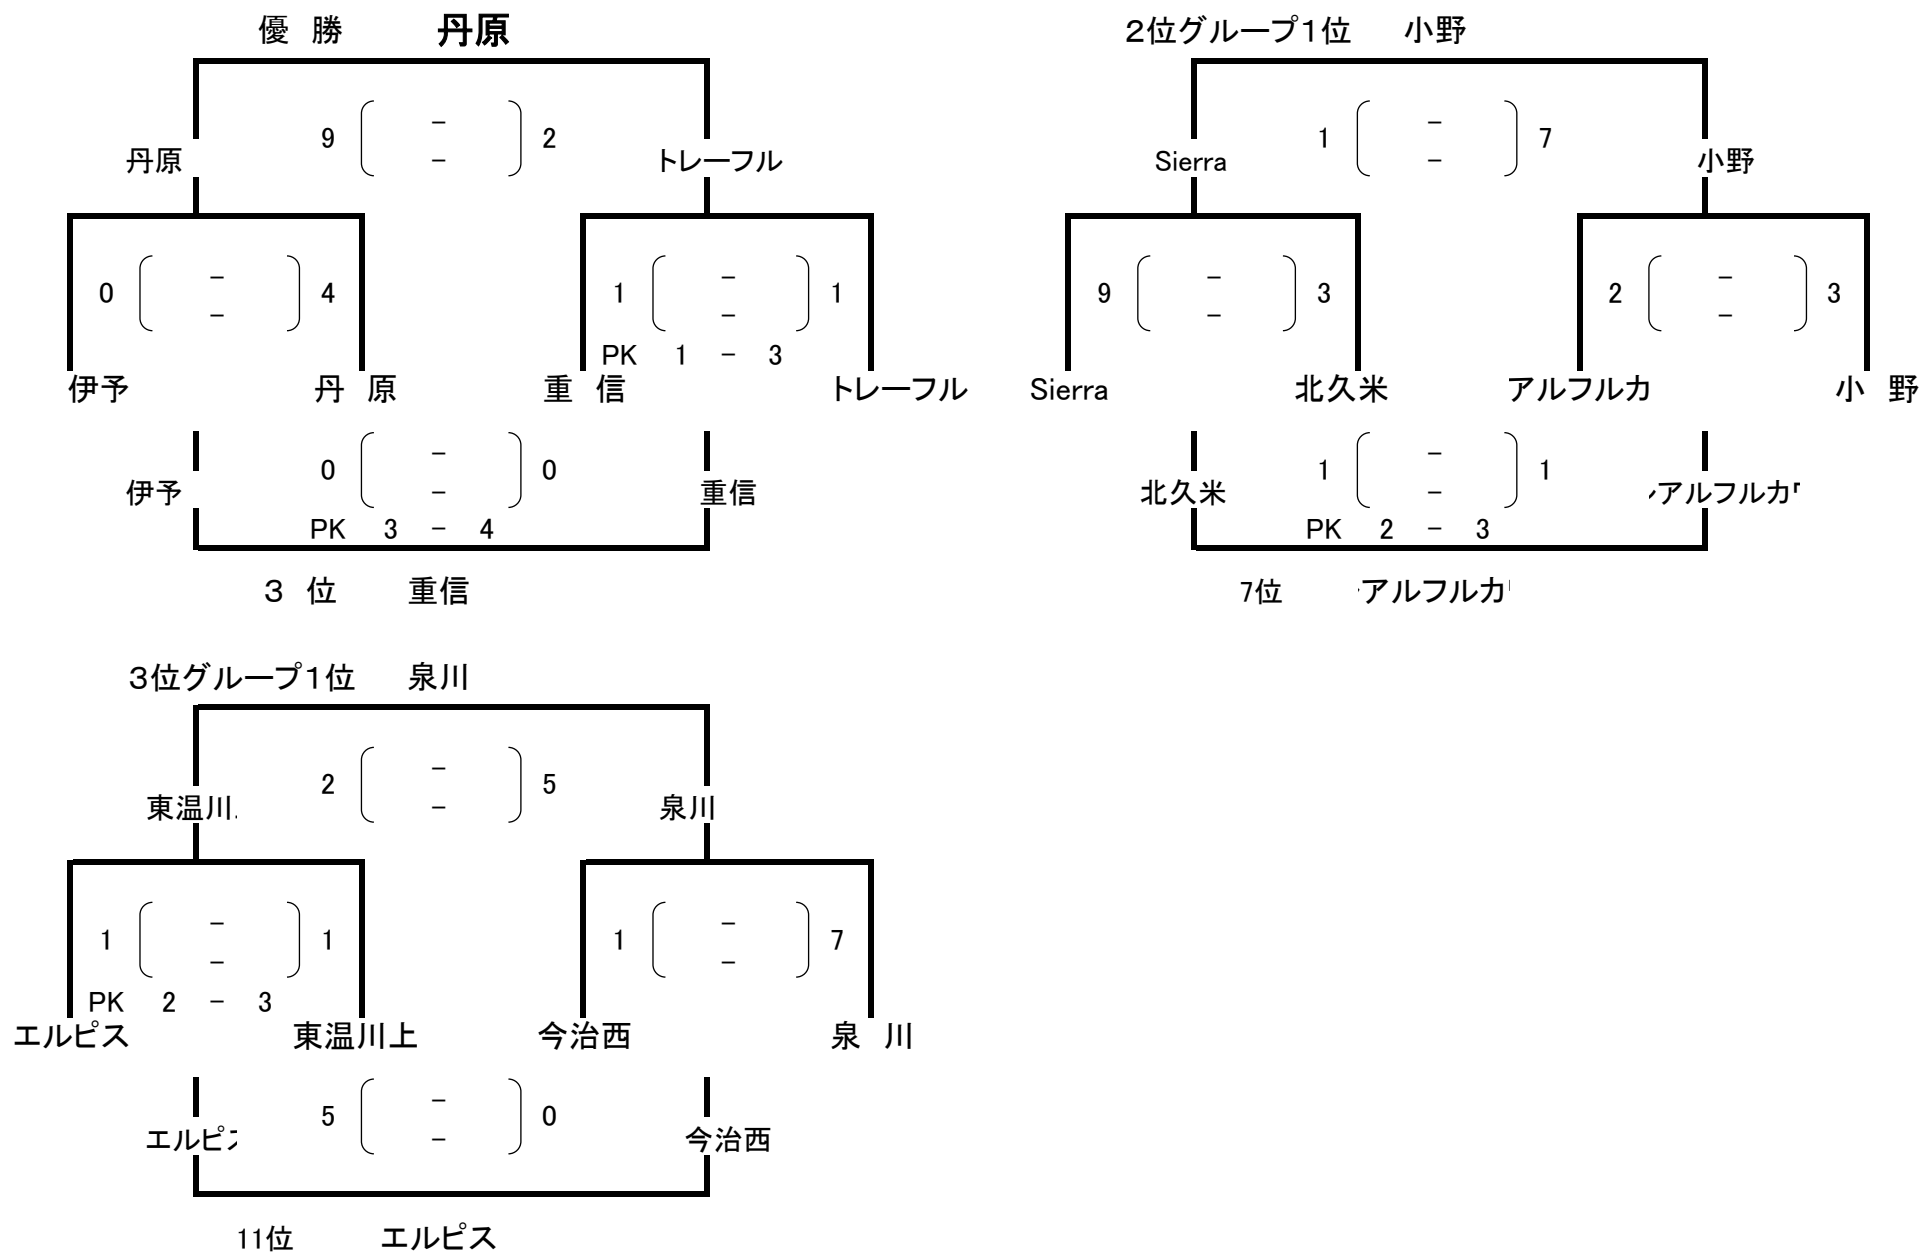 優 勝 丹原
9 - 2
-
丹原 トレーフル
0 - 4 1 - 1
- -
PK 1 - 3
伊予 丹 原 重 信 トレーフル
0 - 0
-
伊予 重信
PK 3 - 4
3 位 重信
2位グループ1位 小野
1 - 7
-
Sierra 小野
9 - 3 2 - 3
- -
Sierra 北久米 アルフルカ 小 野
1 - 1
-
北久米 アルフルカ
PK 2 - 3
7位 アルフルカ
3位グループ1位 泉川
2 - 5
-
東温川 泉川
1 - 1 1 - 7
- -
PK 2 - 3
エルピス 東温川上 今治西 泉 川
5 - 0
-
エルピス 今治西
11位 エルピス